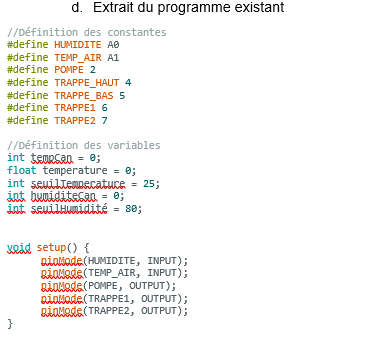 d. Extrait du programme existant
//Définition des constantes
#define HUMIDITE A0
#define TEMP_AIR A1
#define POMPE 2
#define TRAPPE_HAUT 4
#define TRAPPE_BAS 5
#define TRAPPE1 6
#define TRAPPE2 7
//Définition des variables
int tempCan = 0;
float temperature = 0;
int seuilTemperature = 25;
int humiditeCan = 0;
int seuilHumidité = 80;
void setup() {
pinMode(HUMIDITE, INPUT);
pinMode(TEMP_AIR, INPUT);
pinMode(POMPE, OUTPUT);
pinMode(TRAPPE1, OUTPUT);
pinMode(TRAPPE2, OUTPUT);
}